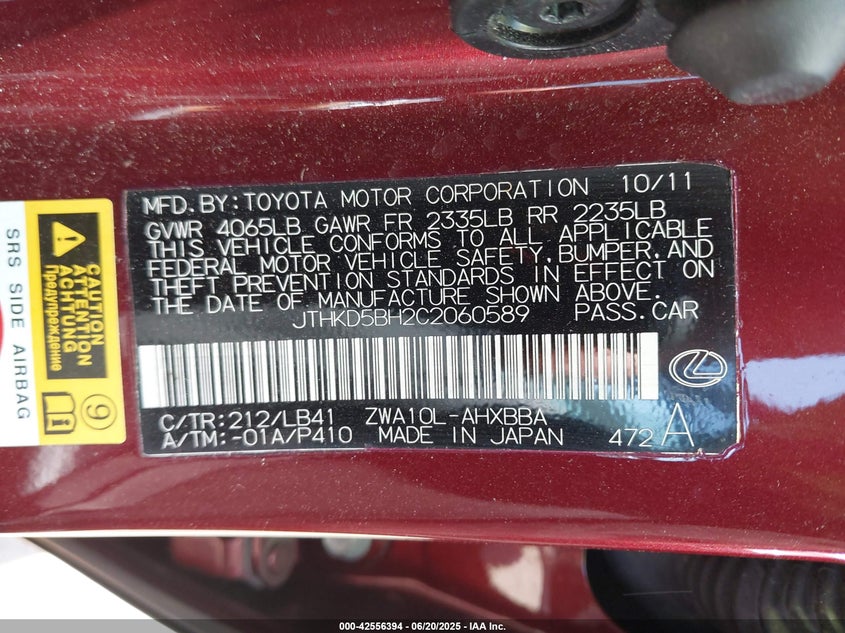 MFD. BY: TOYOTA MOTOR CORPORATION 10/11
GVWR 4065LB GAWR FR 2335LB RR 2235LB
THIS VEHICLE CONFORMS TO ALL APPLICABLE
FEDERAL MOTOR VEHICLE SAFETY, BUMPER, AND
THEFT PREVENTION STANDARDS IN EFFECT ON
THE DATE OF MANUFACTURE SHOWN ABOVE.
JTHKD5BH2C2060589 PASS. CAR
C/TR: 212/LB41 ZWA10L-AHXBBA
A/TM: -01A/P410 MADE IN JAPAN 472 A
SRS SIDE AIRBAG
CAUTION
ATTENTION
ACHTUNG
Предупреждение
9
000-42556394 | 06/20/2025 - IAA Inc.